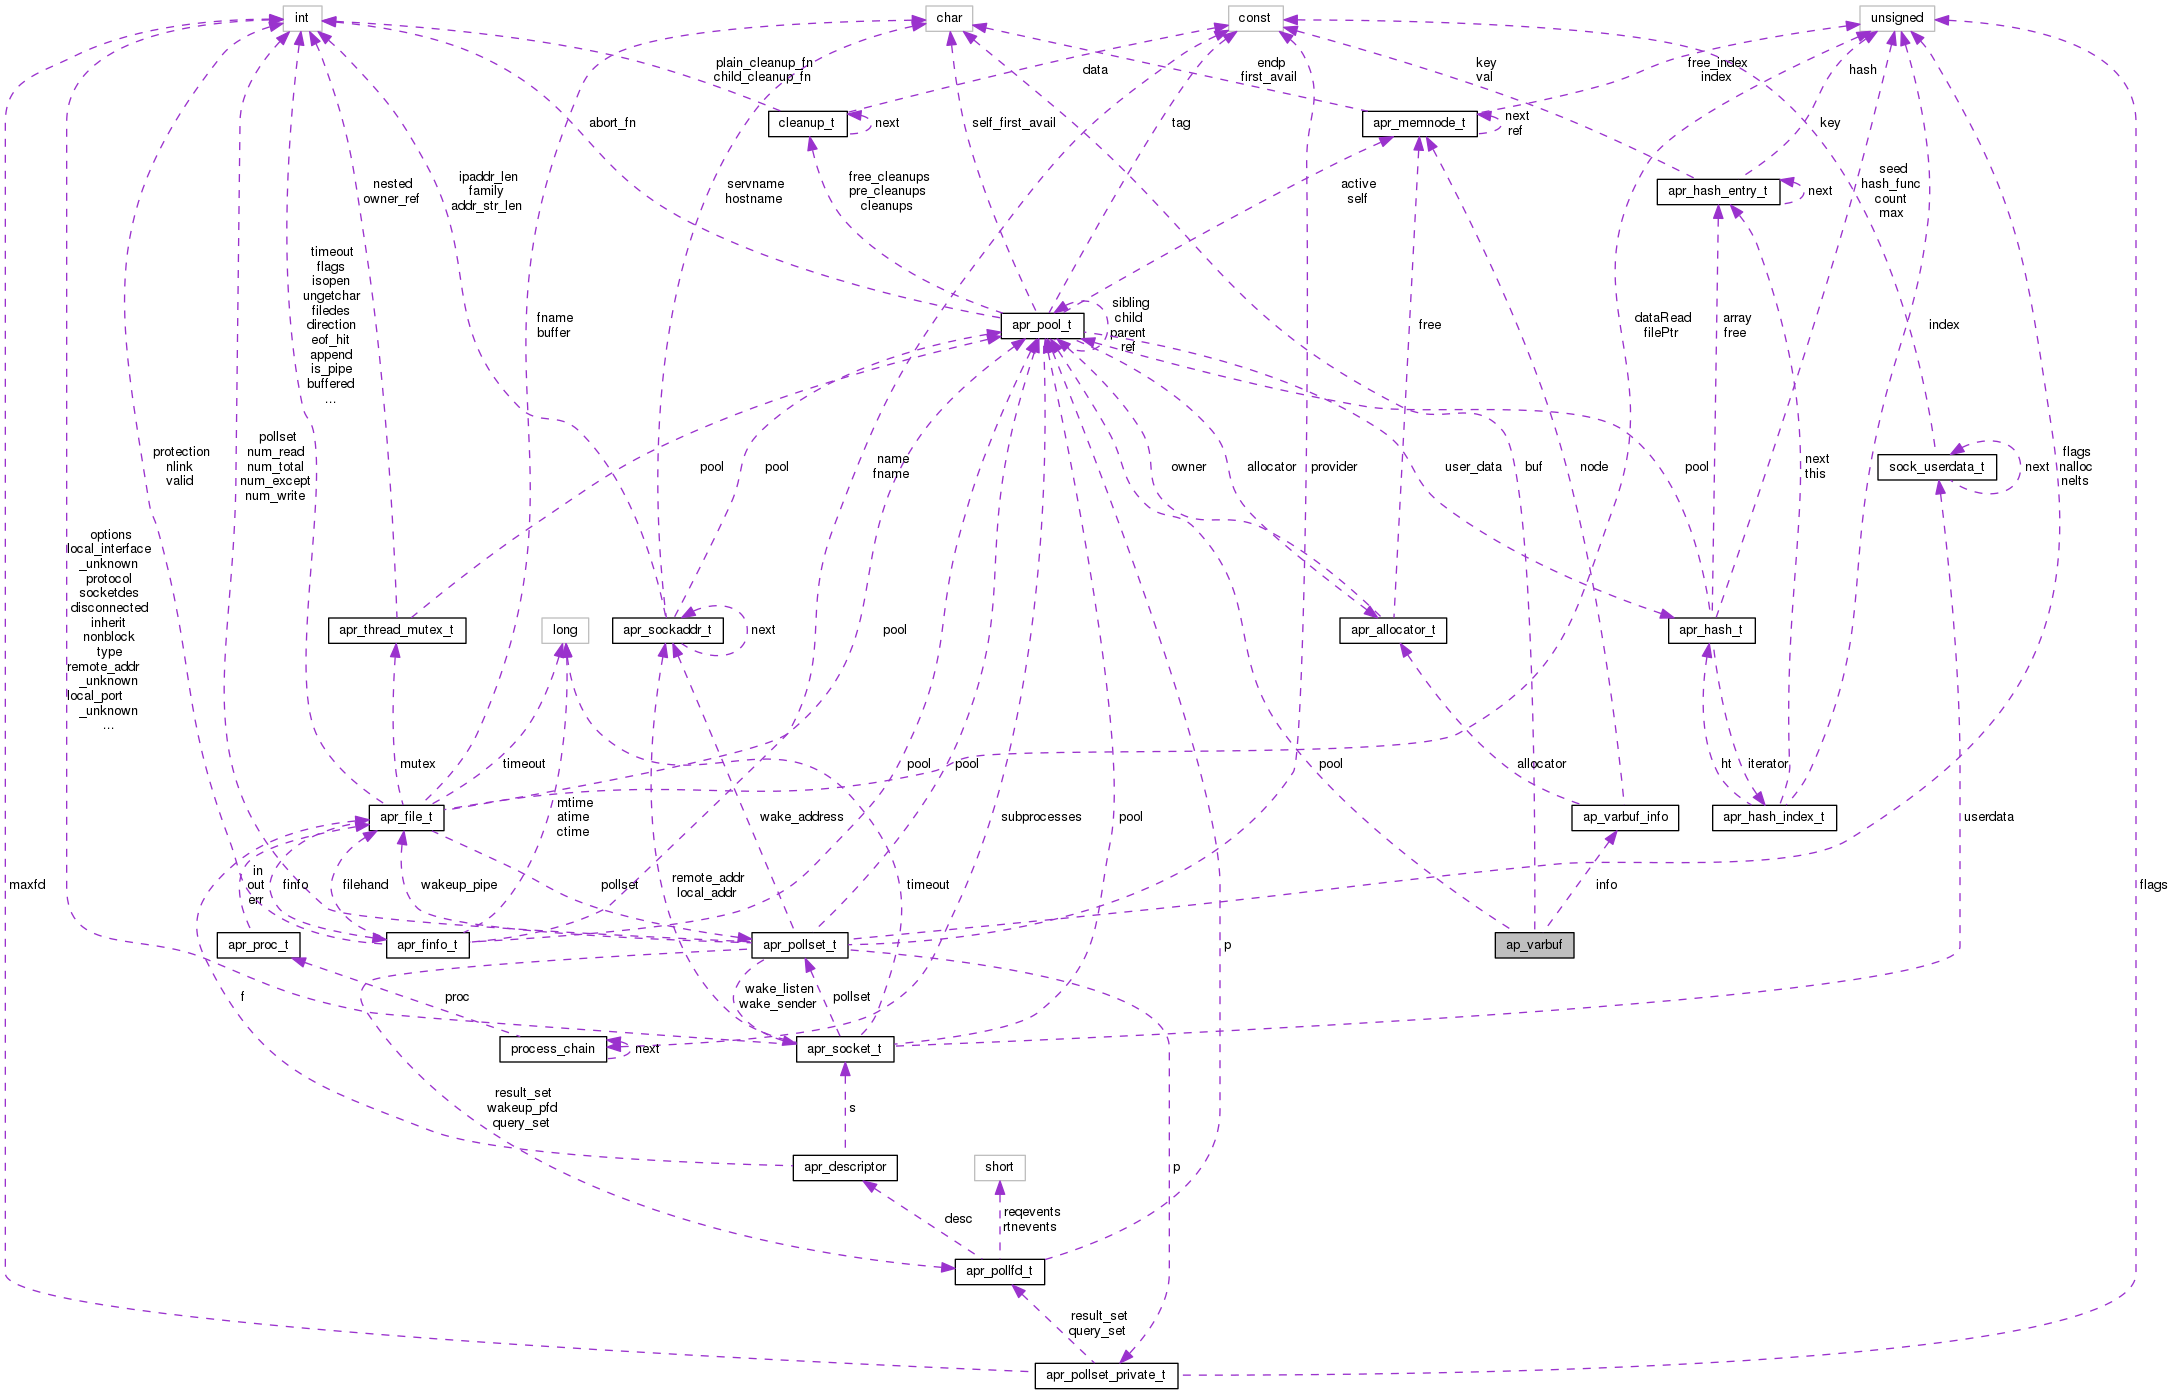 int
char
const
unsigned
plain_cleanup_fn
child_cleanup_fn
data
endp
first_avail
key
val
free_index
index
hash
abort_fn
cleanup_t
next
self_first_avail
tag
apr_memnode_t
next
ref
key
nested
owner_ref
ipaddr_len
family
addr_str_len
servname
hostname
free_cleanups
pre_cleanups
cleanups
active
self
apr_hash_entry_t
next
seed
hash_func
count
max
timeout
flags
isopen
ungetchar
filedes
direction
eof_hit
append
is_pipe
buffered
...
fname
buffer
apr_pool_t
sibling
child
parent
ref
free
dataRead
filePtr
array
free
index
protection
nlink
valid
pollset
num_read
num_total
num_except
num_write
pool
pool
name
fname
owner
allocator
provider
user_data
buf
node
pool
next
this
sock_userdata_t
next
flags
nalloc
nelts
options
local_interface
_unknown
protocol
socketdes
disconnected
inherit
nonblock
type
remote_addr
_unknown
local_port
_unknown
...
apr_thread_mutex_t
long
apr_sockaddr_t
next
pool
apr_allocator_t
apr_hash_t
mutex
timeout
pool
pool
pool
allocator
ht
iterator
apr_file_t
mtime
atime
ctime
wake_address
subprocesses
pool
ap_varbuf_info
apr_hash_index_t
userdata
maxfd
in
out
err
finfo
filehand
wakeup_pipe
pollset
remote_addr
local_addr
timeout
info
flags
apr_proc_t
apr_finfo_t
apr_pollset_t
p
ap_varbuf
f
proc
wake_listen
wake_sender
pollset
process_chain
next
apr_socket_t
result_set
wakeup_pfd
query_set
s
apr_descriptor
short
p
desc
reqevents
rtnevents
apr_pollfd_t
result_set
query_set
apr_pollset_private_t